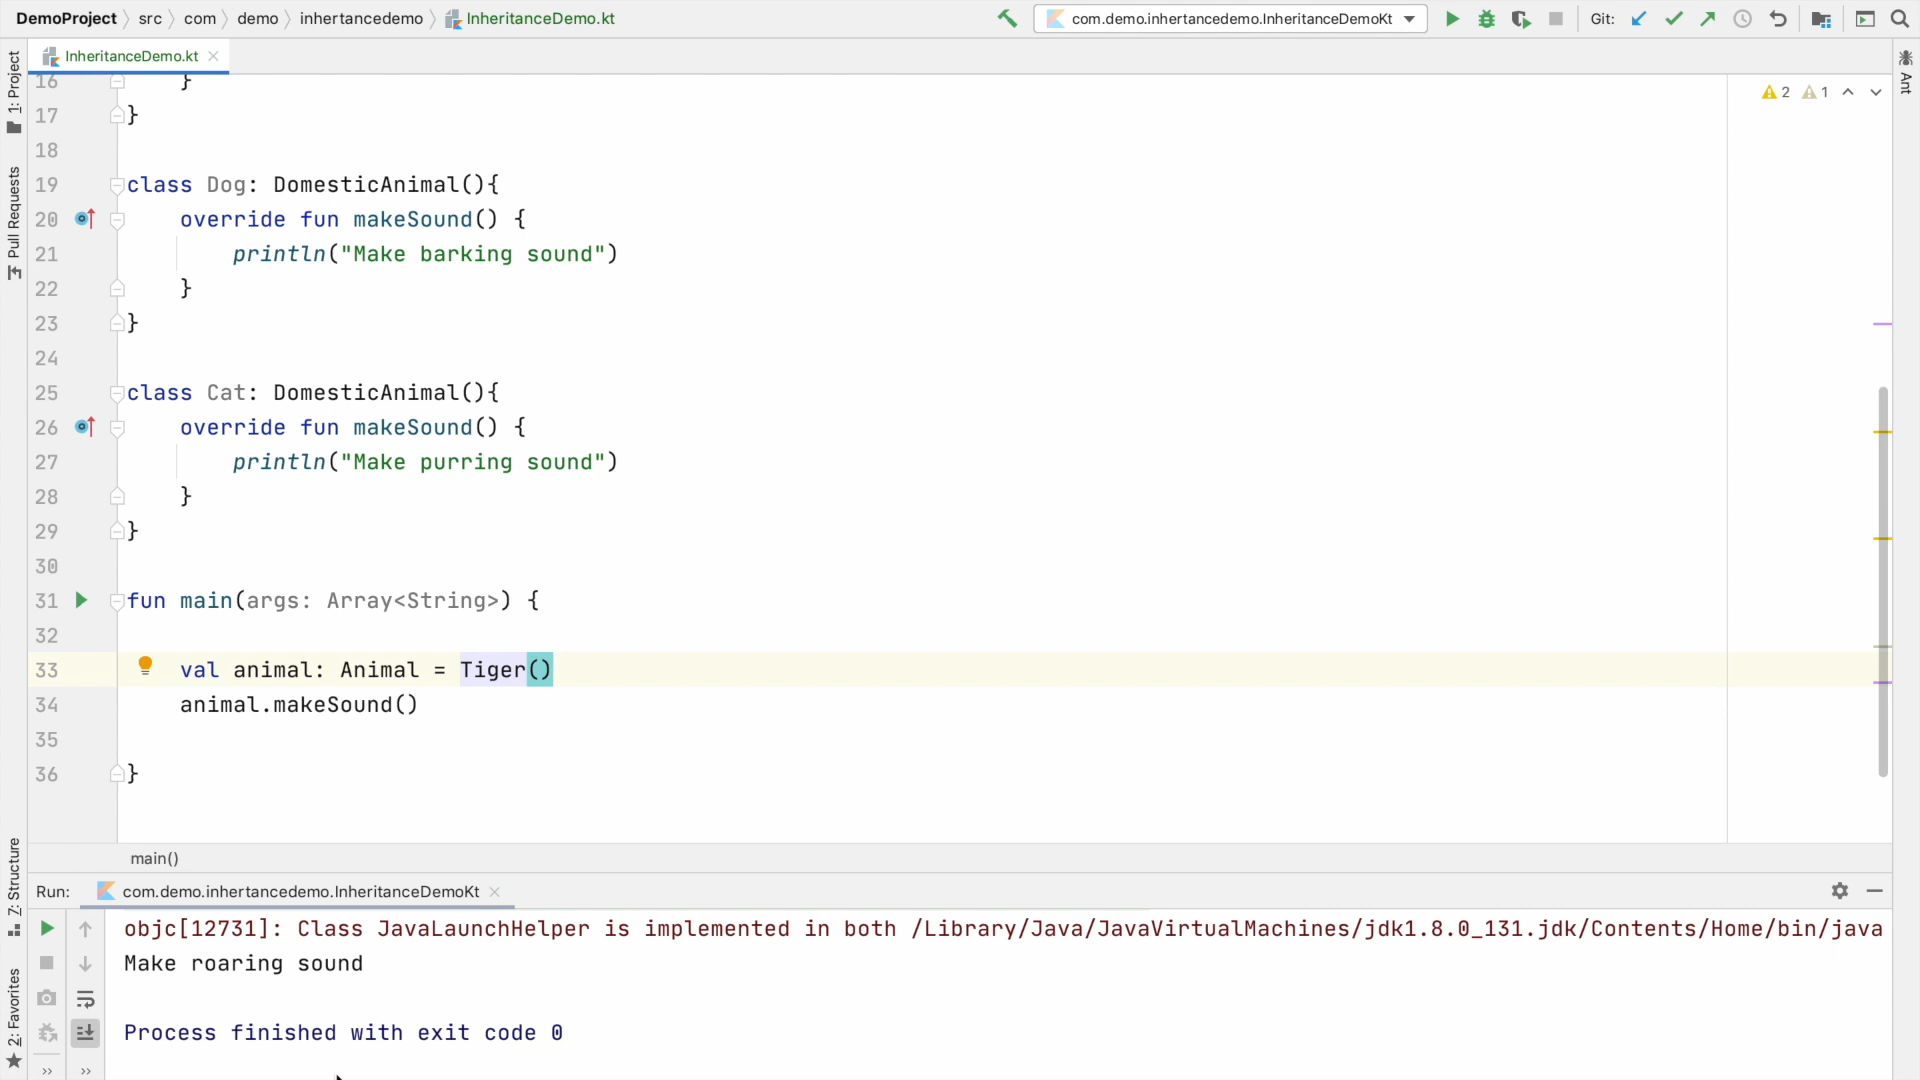 DemoProject src com demo inhertancedemo InheritanceDemo.kt com.demo.inhertancedemo.InheritanceDemoKt Git:
InheritanceDemo.kt
1: Project
Pull Requests
7: Structure
2: Favorites
Ant
2 1
16 }
17 }
18
19 class Dog: DomesticAnimal(){
20 override fun makeSound() {
21 println("Make barking sound")
22 }
23 }
24
25 class Cat: DomesticAnimal(){
26 override fun makeSound() {
27 println("Make purring sound")
28 }
29 }
30
31 fun main(args: Array<String>) {
32
33 val animal: Animal = Tiger()
34 animal.makeSound()
35
36 }
main()
Run: com.demo.inhertancedemo.InheritanceDemoKt
objc[12731]: Class JavaLaunchHelper is implemented in both /Library/Java/JavaVirtualMachines/jdk1.8.0_131.jdk/Contents/Home/bin/java
Make roaring sound
Process finished with exit code 0